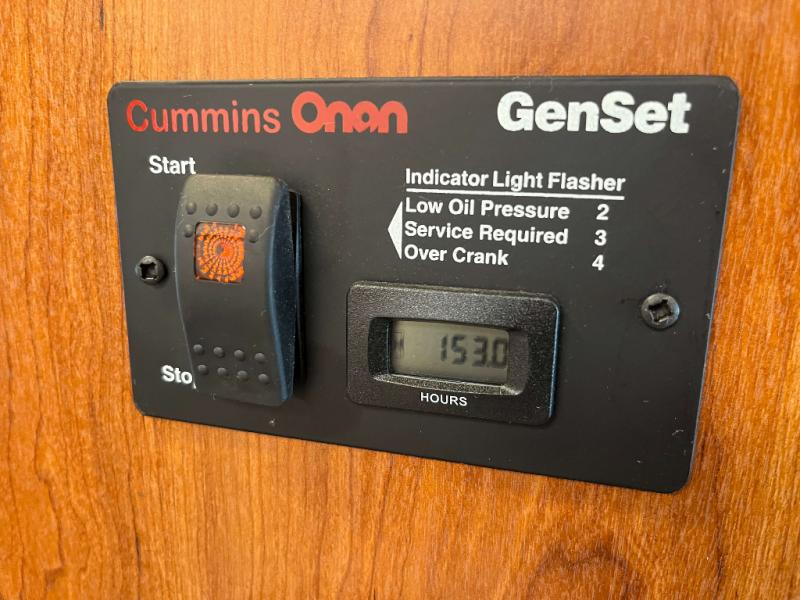 Cummins Onan GenSet
Start
Indicator Light Flasher
Low Oil Pressure 2
Service Required 3
Over Crank 4
153.0
Sto
HOURS